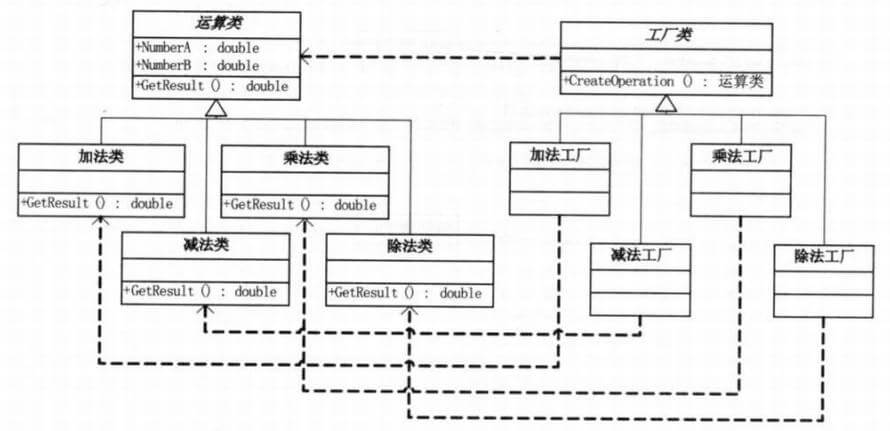 运算类
+NumberA : double
+NumberB : double
+GetResult () : double
工厂类
+CreateOperation () : 运算类
加法类
+GetResult () : double
乘法类
+GetResult () : double
减法类
+GetResult () : double
除法类
+GetResult () : double
加法工厂
乘法工厂
减法工厂
除法工厂